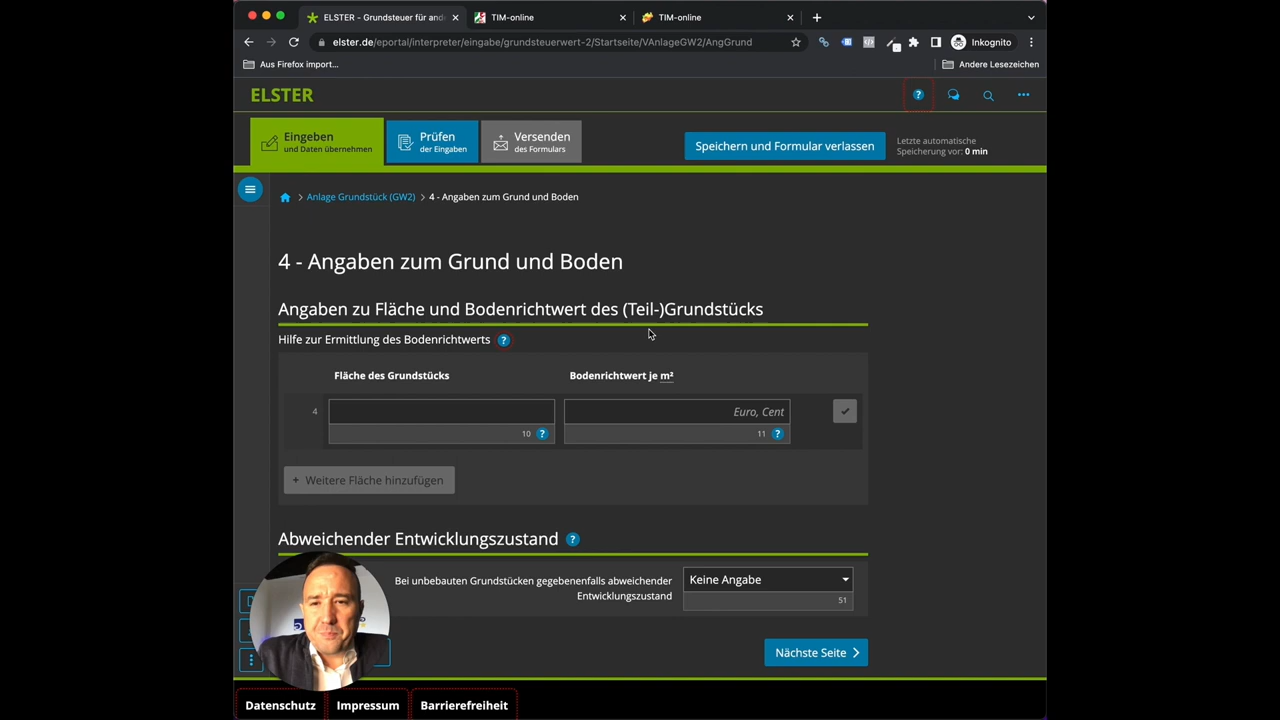 ELSTER - Grundsteuer für and
TIM-online
TIM-online
elster.de/eportal/interpreter/eingabe/grundsteuerwert-2/Startseite/VAnlageGW2/AngGrund
Inkognito
Aus Firefox import...
Andere Lesezeichen
ELSTER
Eingeben
und Daten übernehmen
Prüfen
der Eingaben
Versenden
des Formulars
Speichern und Formular verlassen
Letzte automatische
Speicherung vor: 0 min
Anlage Grundstück (GW2) > 4 - Angaben zum Grund und Boden
4 - Angaben zum Grund und Boden
Angaben zu Fläche und Bodenrichtwert des (Teil-)Grundstücks
Hilfe zur Ermittlung des Bodenrichtwerts ?
Fläche des Grundstücks
Bodenrichtwert je m²
4
Euro, Cent
10 ?
11 ?
+ Weitere Fläche hinzufügen
Abweichender Entwicklungszustand ?
Bei unbebauten Grundstücken gegebenenfalls abweichender
Entwicklungszustand
Keine Angabe
51
Nächste Seite
Datenschutz
Impressum
Barrierefreiheit